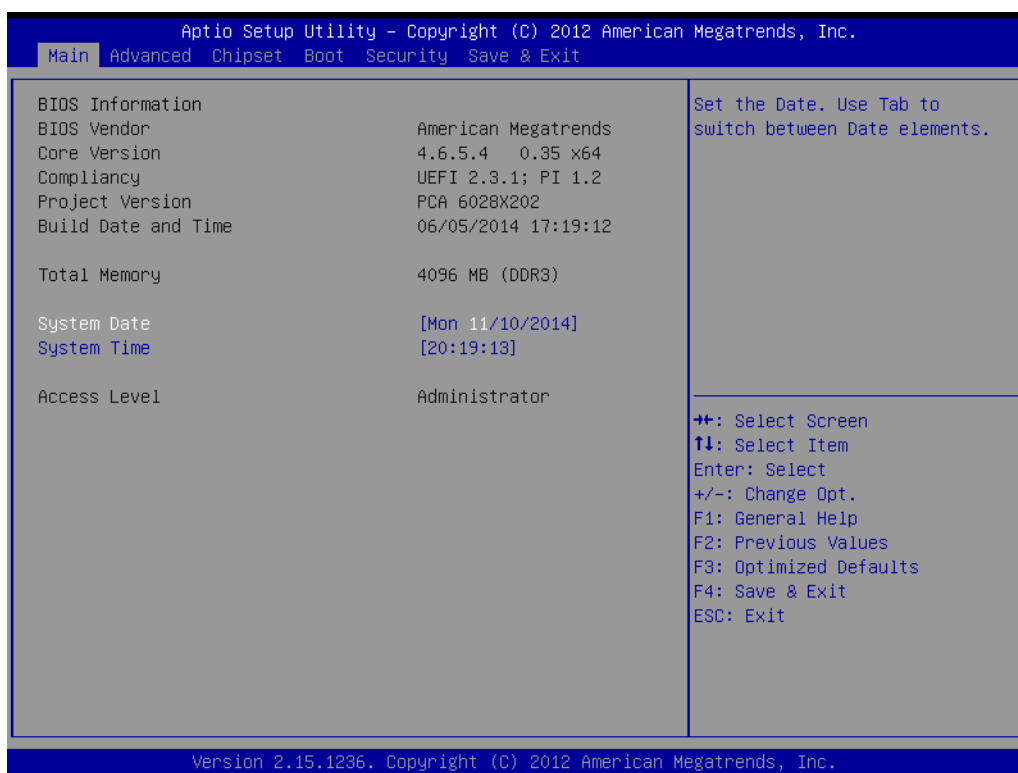 Aptio Setup Utility – Copyright (C) 2012 American Megatrends, Inc.
Main Advanced Chipset Boot Security Save & Exit
BIOS Information
BIOS Vendor American Megatrends
Core Version 4.6.5.4 0.35 x64
Compliancy UEFI 2.3.1; PI 1.2
Project Version PCA 6028X202
Build Date and Time 06/05/2014 17:19:12
Total Memory 4096 MB (DDR3)
System Date [Mon 11/10/2014]
System Time [20:19:13]
Access Level Administrator
Set the Date. Use Tab to
switch between Date elements.
→←: Select Screen
↑↓: Select Item
Enter: Select
+/-: Change Opt.
F1: General Help
F2: Previous Values
F3: Optimized Defaults
F4: Save & Exit
ESC: Exit
Version 2.15.1236. Copyright (C) 2012 American Megatrends, Inc.